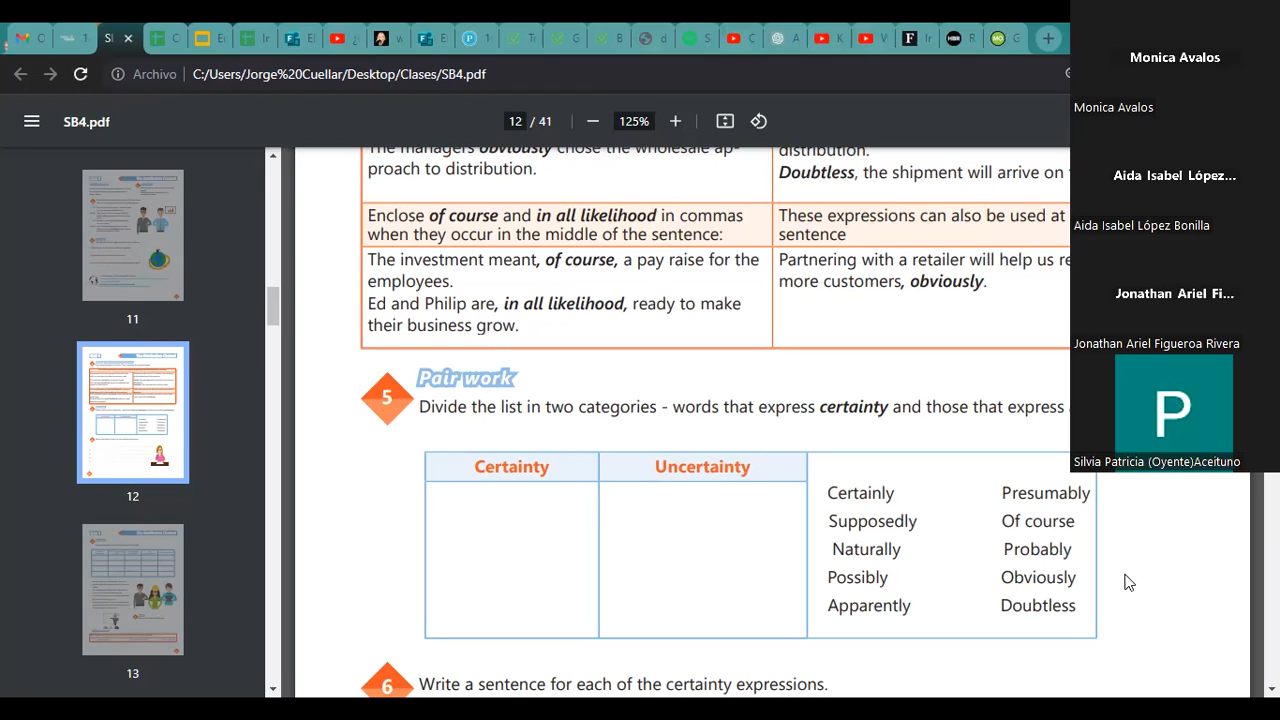 Archivo
C:/Users/Jorge%20Cuellar/Desktop/Clases/SB4.pdf
SB4.pdf
12 / 41
125%
11
12
13
The managers obviously chose the wholesale ap-
proach to distribution.
distribution.
Doubtless, the shipment will arrive on
Enclose of course and in all likelihood in commas
when they occur in the middle of the sentence:
These expressions can also be used at
sentence
The investment meant, of course, a pay raise for the
employees.
Ed and Philip are, in all likelihood, ready to make
their business grow.
Partnering with a retailer will help us re
more customers, obviously.
5
Pair work
Divide the list in two categories - words that express certainty and those that express
Certainty
Uncertainty
Certainly
Presumably
Supposedly
Of course
Naturally
Probably
Possibly
Obviously
Apparently
Doubtless
6
Write a sentence for each of the certainty expressions.
Monica Avalos
Monica Avalos
Aida Isabel López...
Aida Isabel López Bonilla
Jonathan Ariel Fi...
Jonathan Ariel Figueroa Rivera
P
Silvia Patricia (Oyente)Aceituno